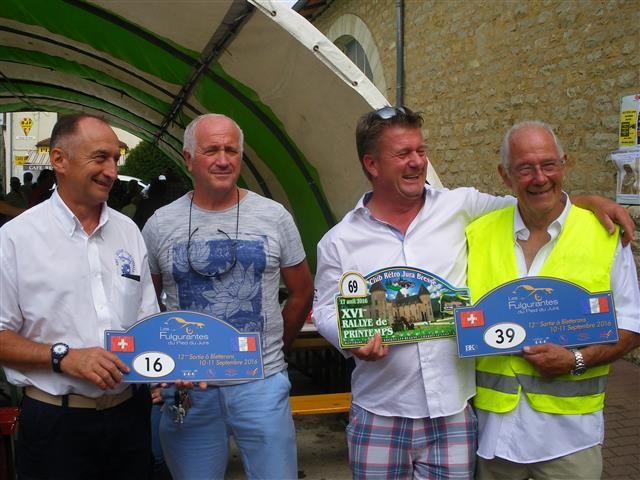 CAFÉ
16
Les
Fulgurantes
du Pied du Jura
12ème Sortie à Bletterans
10-11 Septembre 2016
69
Club Rétro Jura Bresse
17 avril 2016
XVI
RALLYE de
PRINTEMPS
39
Les
Fulgurantes
du Pied du Jura
12ème Sortie à Bletterans
10-11 Septembre 2016